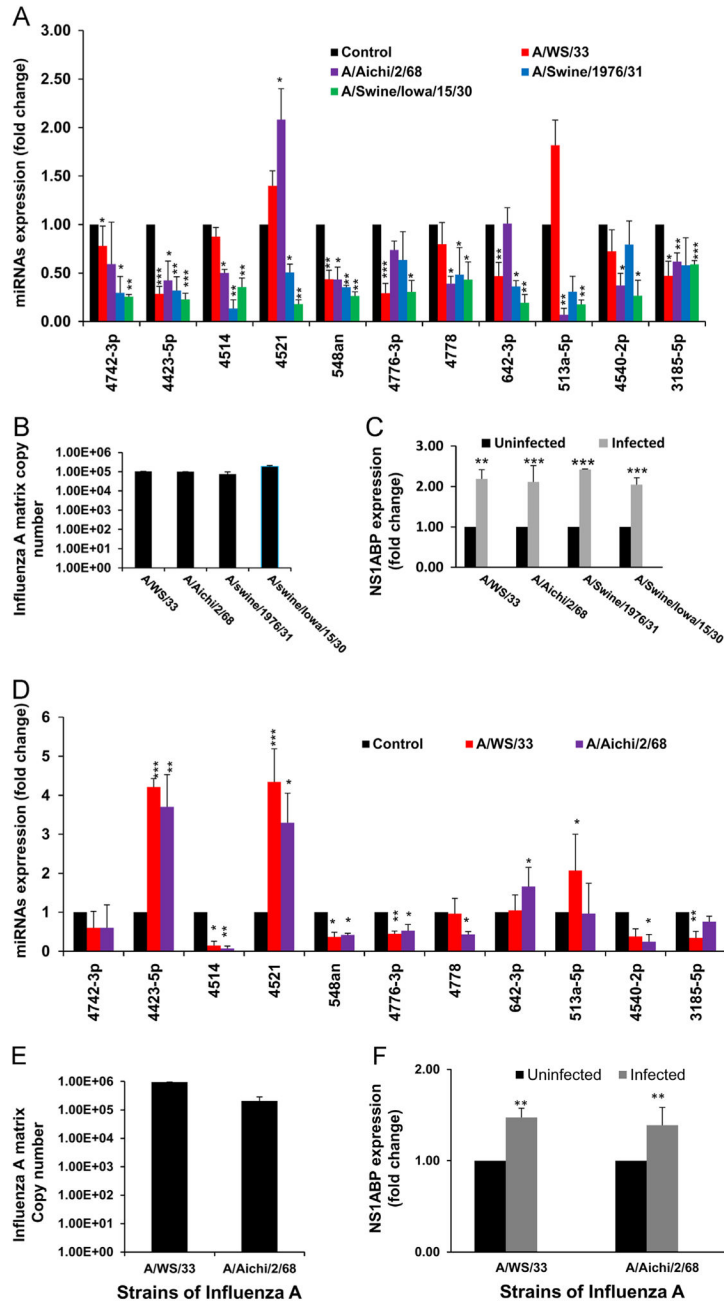 A
miRNAs expression (fold change)
3.00
2.50
2.00
1.50
1.00
0.50
0.00
Control
A/WS/33
A/Aichi/2/68
A/Swine/1976/31
A/Swine/Iowa/15/30
4742-3p
4423-5p
4514
4521
548an
4776-3p
4778
642-3p
513a-5p
4540-2p
3185-5p
B
Influenza A matrix copy
number
1.00E+06
1.00E+05
1.00E+04
1.00E+03
1.00E+02
1.00E+01
1.00E+00
A/WS/33
A/Aichi/2/68
A/swine/1976/31
A/swine/Iowa/15/30
C
NS1ABP expression
(fold change)
Uninfected
Infected
2.00
1.00
0.00
** *** *** ***
A/WS/33
A/Aichi/2/68
A/Swine/1976/31
A/Swine/Iowa/15/30
D
miRNAs exprression (fold change)
6
5
4
3
2
1
0
Control
A/WS/33
A/Aichi/2/68
4742-3p
4423-5p
4514
4521
548an
4776-3p
4778
642-3p
513a-5p
4540-2p
3185-5p
E
Influenza A matrix
Copy number
1.00E+06
1.00E+05
1.00E+04
1.00E+03
1.00E+02
1.00E+01
1.00E+00
A/WS/33
A/Aichi/2/68
Strains of Influenza A
F
NS1ABP expression
(fold change)
Uninfected
Infected
2.00
1.00
0.00
** **
A/WS/33
A/Aichi/2/68
Strains of Influenza A